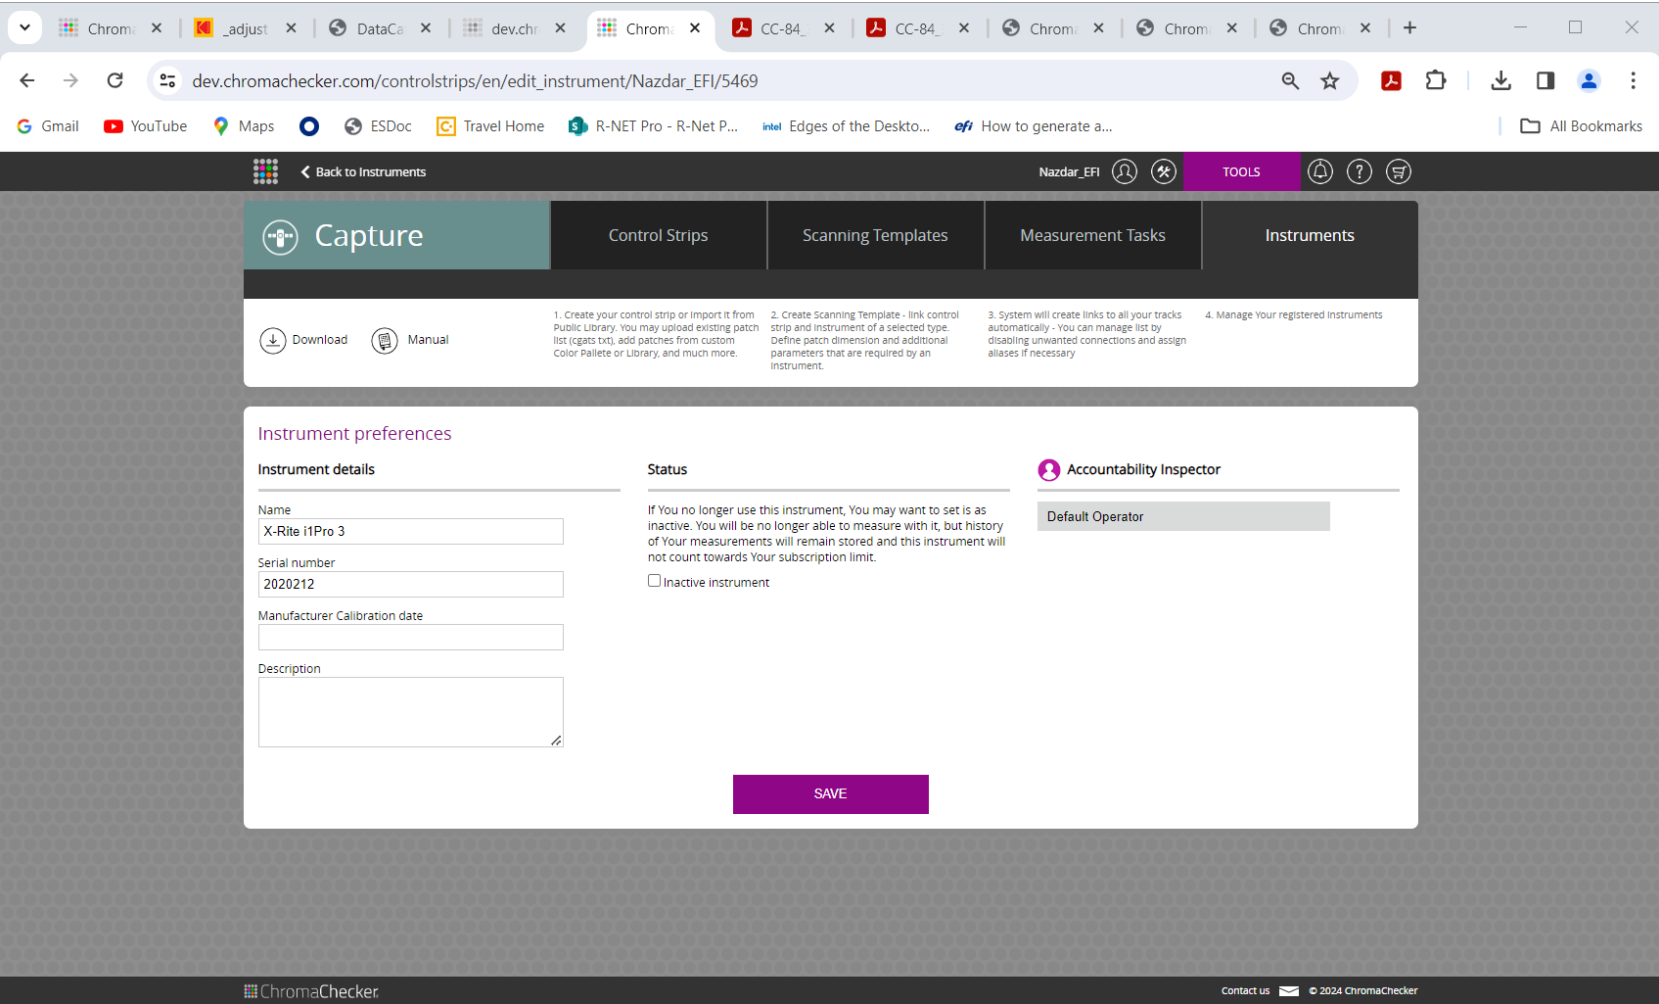 Chrom
_adjust
DataCa
dev.chr
Chrom
CC-84_
CC-84_
Chrom
Chrom
Chrom
dev.chromachecker.com/controlstrips/en/edit_instrument/Nazdar_EFI/5469
Gmail
YouTube
Maps
ESDoc
Travel Home
R-NET Pro - R-Net P...
intel
Edges of the Deskto...
efi
How to generate a...
All Bookmarks
Back to Instruments
Nazdar_EFI
TOOLS
Capture
Control Strips
Scanning Templates
Measurement Tasks
Instruments
Download
Manual
1. Create your control strip or import it from
Public Library. You may upload existing patch
list (cgats txt), add patches from custom
Color Pallete or Library, and much more.
2. Create Scanning Template - link control
strip and instrument of a selected type.
Define patch dimension and additional
parameters that are required by an
instrument.
3. System will create links to all your tracks
automatically - You can manage list by
disabling unwanted connections and assign
aliases if necessary
4. Manage Your registered instruments
Instrument preferences
Instrument details
Name
X-Rite i1Pro 3
Serial number
2020212
Manufacturer Calibration date
Description
Status
If You no longer use this instrument, You may want to set is as
inactive. You will be no longer able to measure with it, but history
of Your measurements will remain stored and this instrument will
not count towards Your subscription limit.
Inactive instrument
Accountability Inspector
Default Operator
SAVE
ChromaChecker
Contact us
© 2024 ChromaChecker